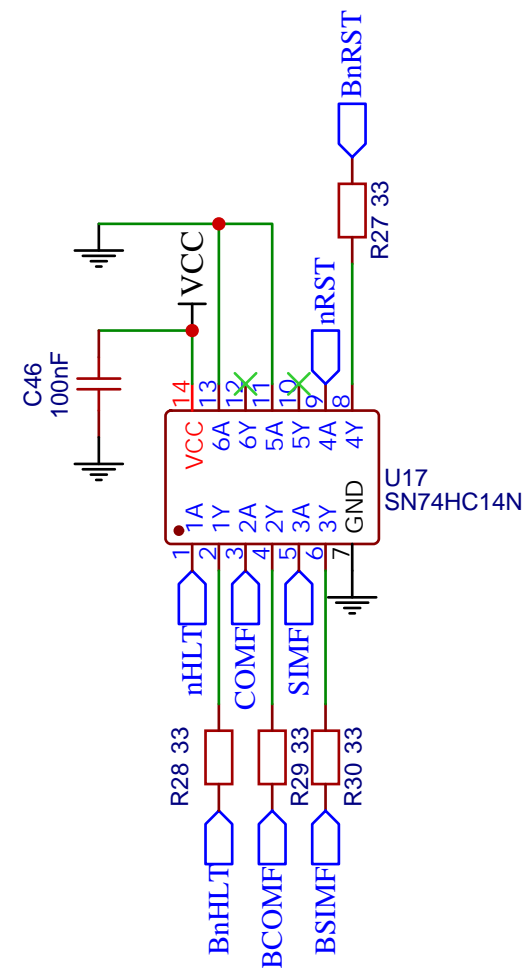 BnRST
R27 33
nRST
VCC
C46
100nF
14
13
12
11
10
9
8
VCC
6A
6Y
5A
5Y
4A
4Y
U17
SN74HC14N
1A
1Y
2A
2Y
3A
3Y
GND
1
2
3
4
5
6
7
nHLT
COMF
SIMF
R28 33
R29 33
R30 33
BnHLT
BCOMF
BSIMF